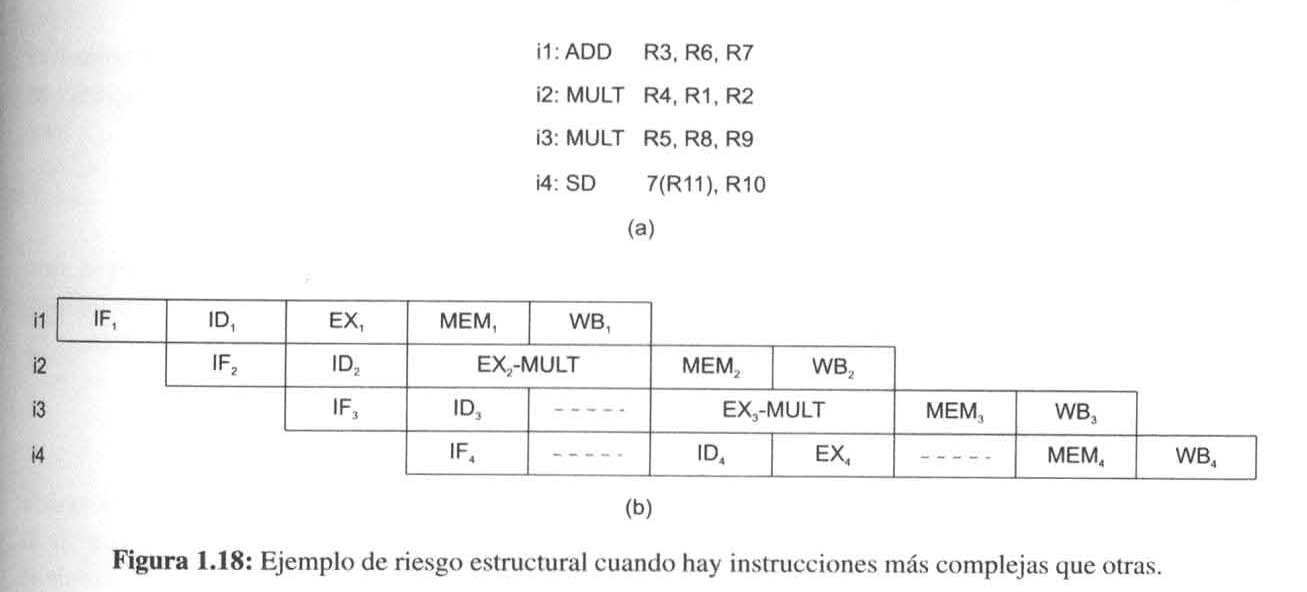 i1: ADD R3, R6, R7
i2: MULT R4, R1, R2
i3: MULT R5, R8, R9
i4: SD 7(R11), R10
(a)
i1 IF₁ ID₁ EX₁ MEM₁ WB₁
i2 IF₂ ID₂ EX₂-MULT MEM₂ WB₂
i3 IF₃ ID₃ ----- EX₃-MULT MEM₃ WB₃
i4 IF₄ ----- ID₄ EX₄ ----- MEM₄ WB₄
(b)
Figura 1.18: Ejemplo de riesgo estructural cuando hay instrucciones más complejas que otras.